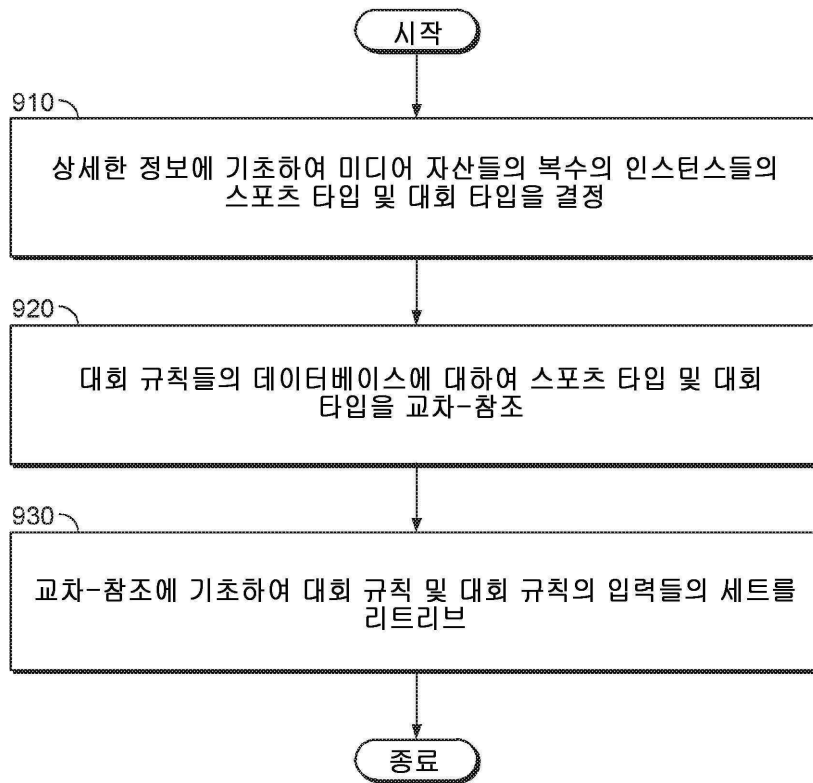 시작
910
상세한 정보에 기초하여 미디어 자산들의 복수의 인스턴스들의
스포츠 타입 및 대회 타입을 결정
920
대회 규칙들의 데이터베이스에 대하여 스포츠 타입 및 대회
타입을 교차-참조
930
교차-참조에 기초하여 대회 규칙 및 대회 규칙의 입력들의 세트를
리트리브
종료